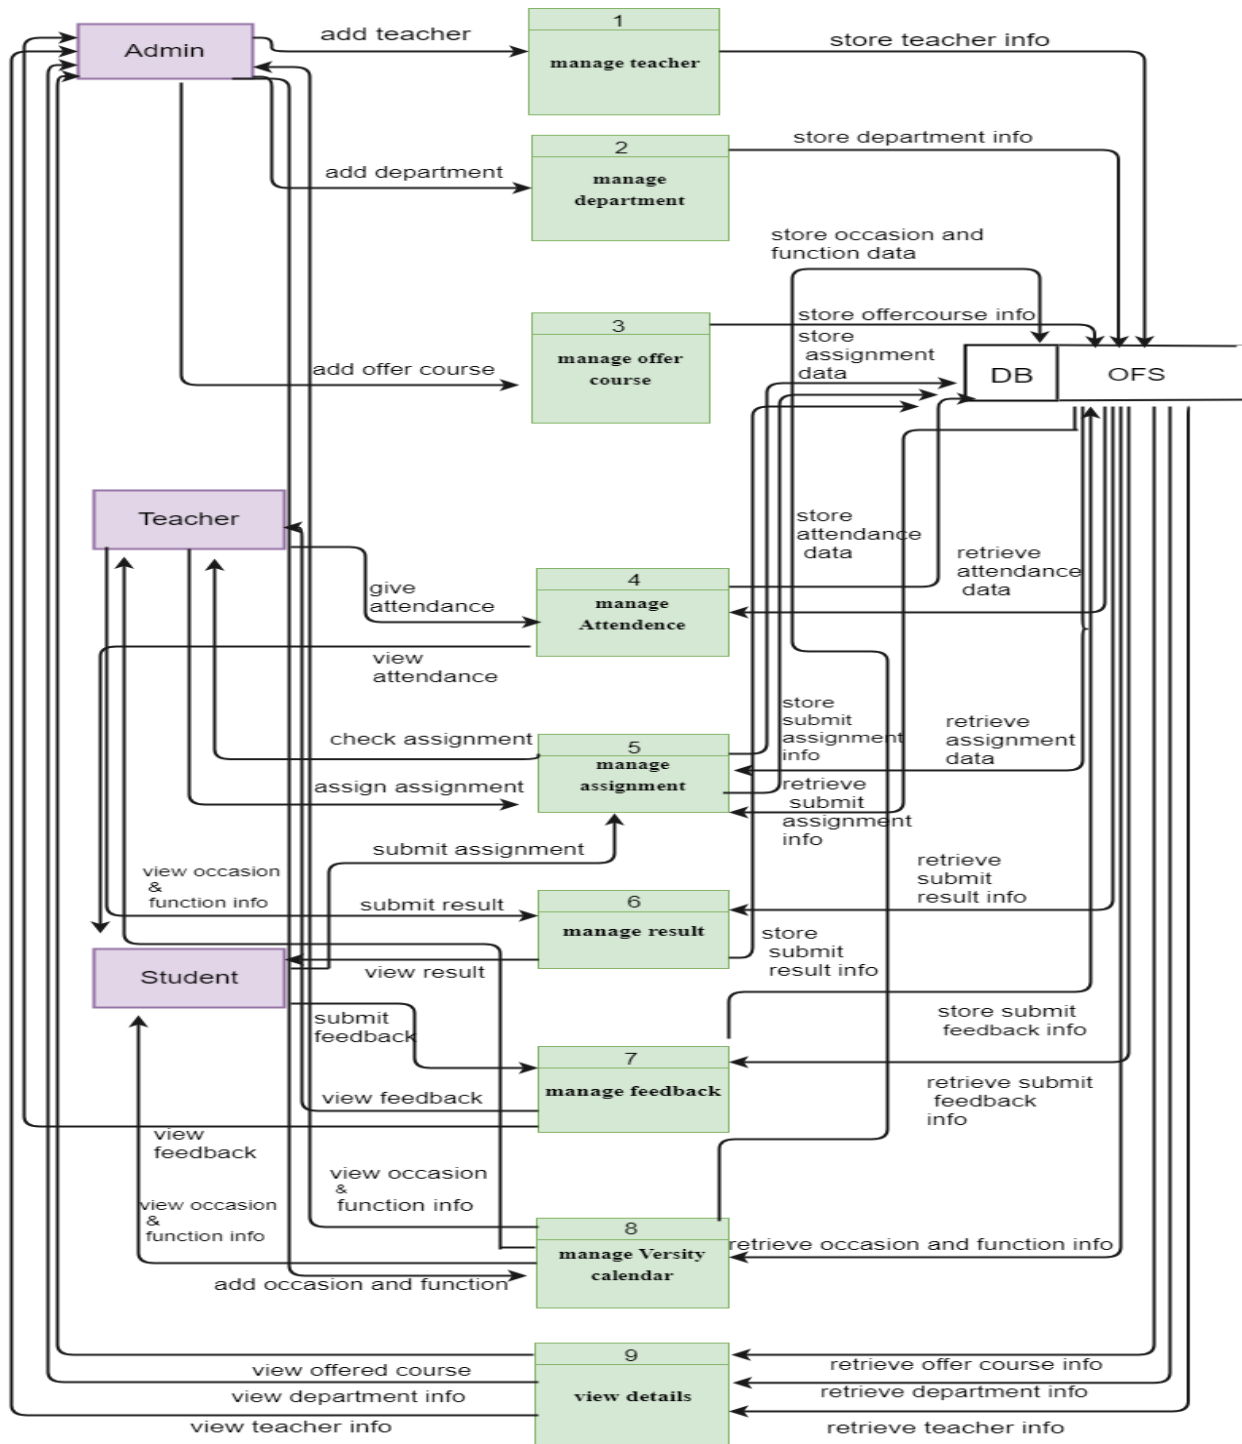 Admin
add teacher
1
manage teacher
store teacher info
add department
2
manage
department
store department info
store occasion and
function data
add offer course
3
manage offer
course
store offercourse info
store
assignment
data
DB
OFS
Teacher
give
attendance
4
manage
Attendence
store
attendance
data
retrieve
attendance
data
view
attendance
check assignment
5
manage
assignment
store
submit
assignment
info
retrieve
assignment
data
assign assignment
retrieve
submit
assignment
info
submit assignment
view occasion
&
function info
submit result
6
manage result
retrieve
submit
result info
store
submit
result info
Student
view result
submit
feedback
7
manage feedback
store submit
feedback info
view feedback
retrieve submit
feedback
info
view
feedback
view occasion
&
function info
view occasion
&
function info
8
manage Versity
calendar
retrieve occasion and function info
add occasion and function
9
view details
view offered course
view department info
view teacher info
retrieve offer course info
retrieve department info
retrieve teacher info